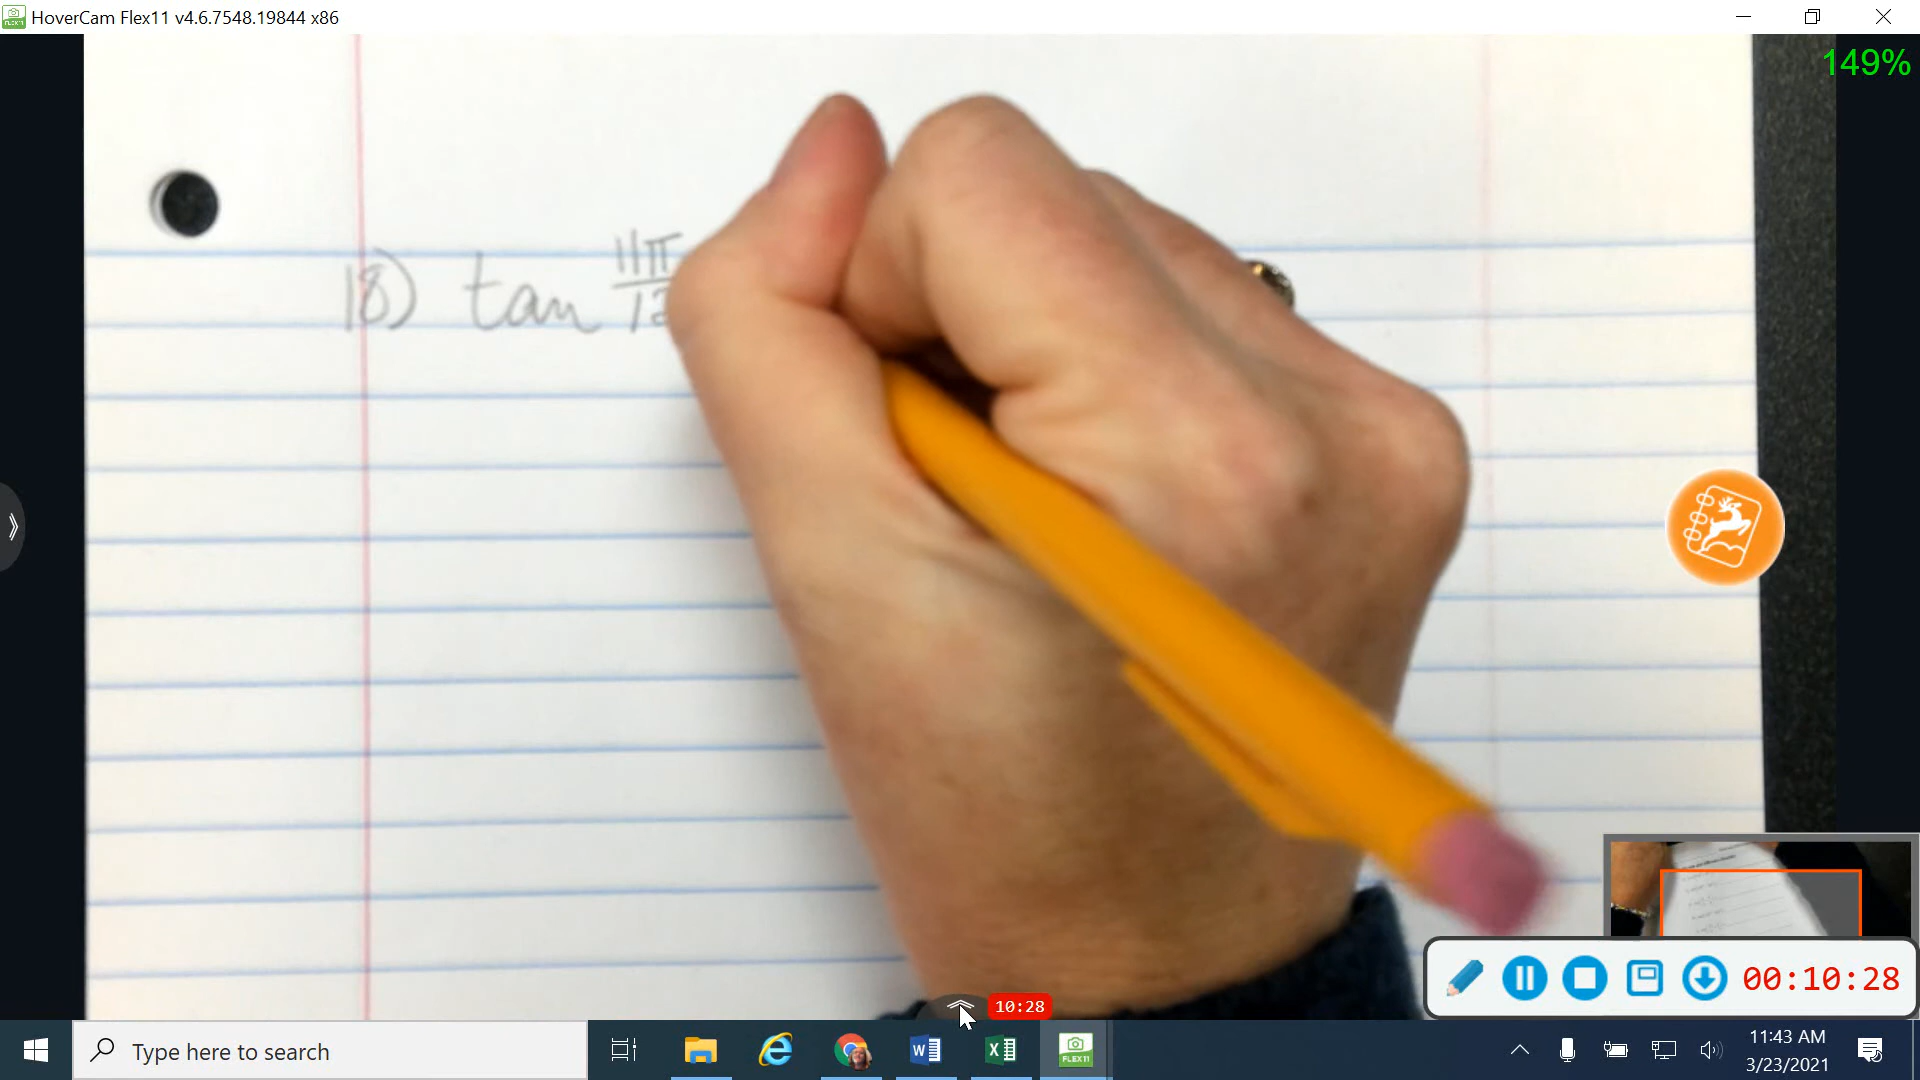 HoverCam Flex11 v4.6.7548.19844 x86
149%
18) tan 11π
12
00:10:28
10:28
Type here to search
FLEX11
11:43 AM
3/23/2021